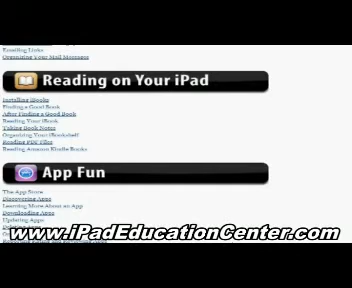 Emailing Links
Organizing Your Mail Messages
Reading on Your iPad
Installing iBooks
Finding a Good Book
After Finding a Good Book
Reading Your iBook
Taking Book Notes
Organizing Your iBookshelf
Reading PDF Files
Reading Amazon Kindle Books
App Fun
The App Store
Discovering Apps
Learning More About an App
Downloading Apps
Updating Apps
www.iPadEducationCenter.com